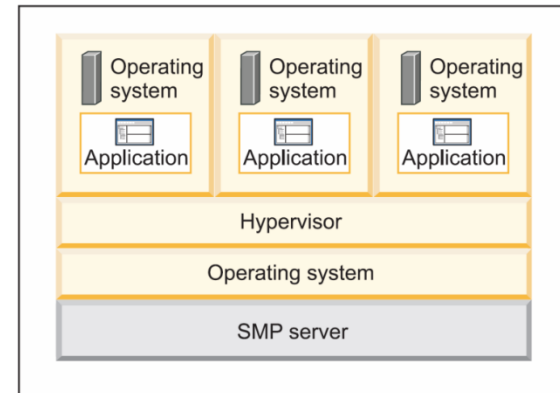 Operating
system
Application
Operating
system
Application
Operating
system
Application
Hypervisor
Operating system
SMP server